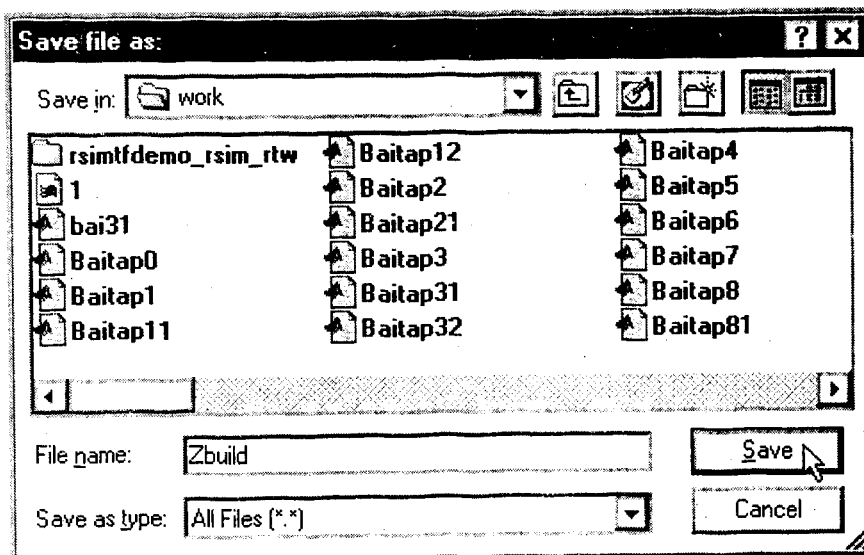 Save file as:
Save in: work
rsimtfdemo_rsim_rtw
1
bai31
Baitap0
Baitap1
Baitap11
Baitap12
Baitap2
Baitap21
Baitap3
Baitap31
Baitap32
Baitap4
Baitap5
Baitap6
Baitap7
Baitap8
Baitap81
File name: Zbuild
Save
Save as type: All Files (*.*)
Cancel